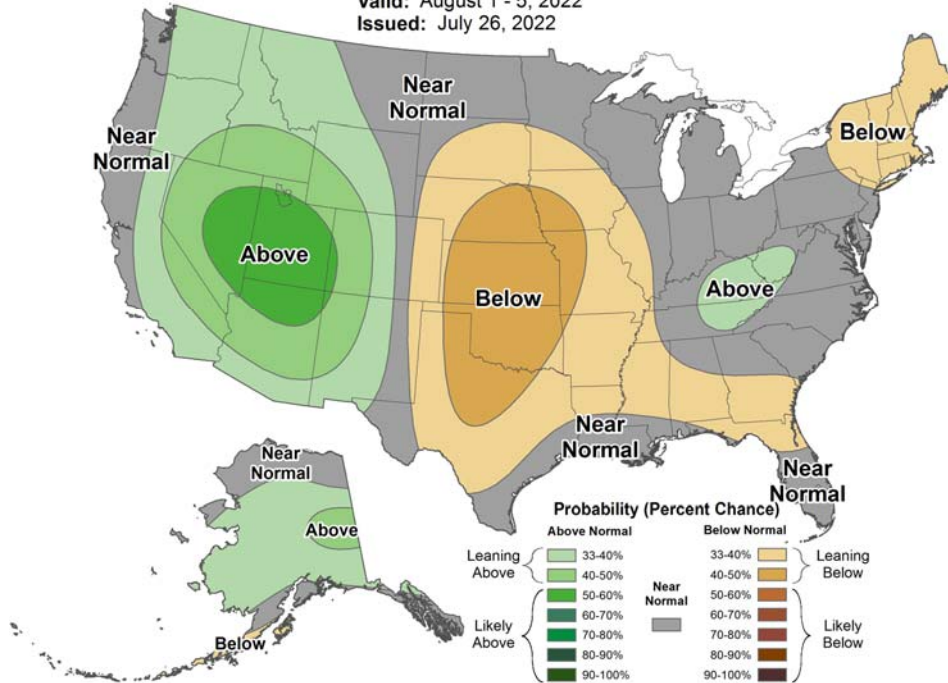 Valid: August 1 - 5, 2022
Issued: July 26, 2022
Near
Normal
Near
Normal
Below
Above
Below
Above
Near
Normal
Near
Normal
Near
Normal
Above
Below
Probability (Percent Chance)
Above Normal
Below Normal
Leaning
Above
33-40%
40-50%
Likely
Above
50-60%
60-70%
70-80%
80-90%
90-100%
Near
Normal
33-40%
40-50%
Leaning
Below
50-60%
60-70%
70-80%
80-90%
90-100%
Likely
Below